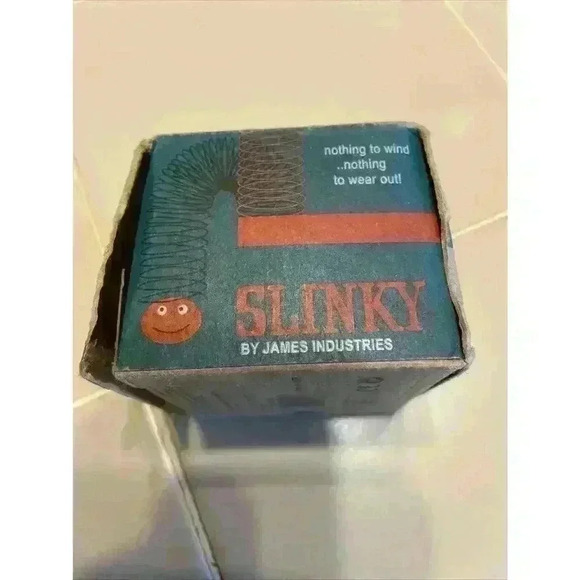 nothing to wind
..nothing
to wear out!
SLINKY
BY JAMES INDUSTRIES